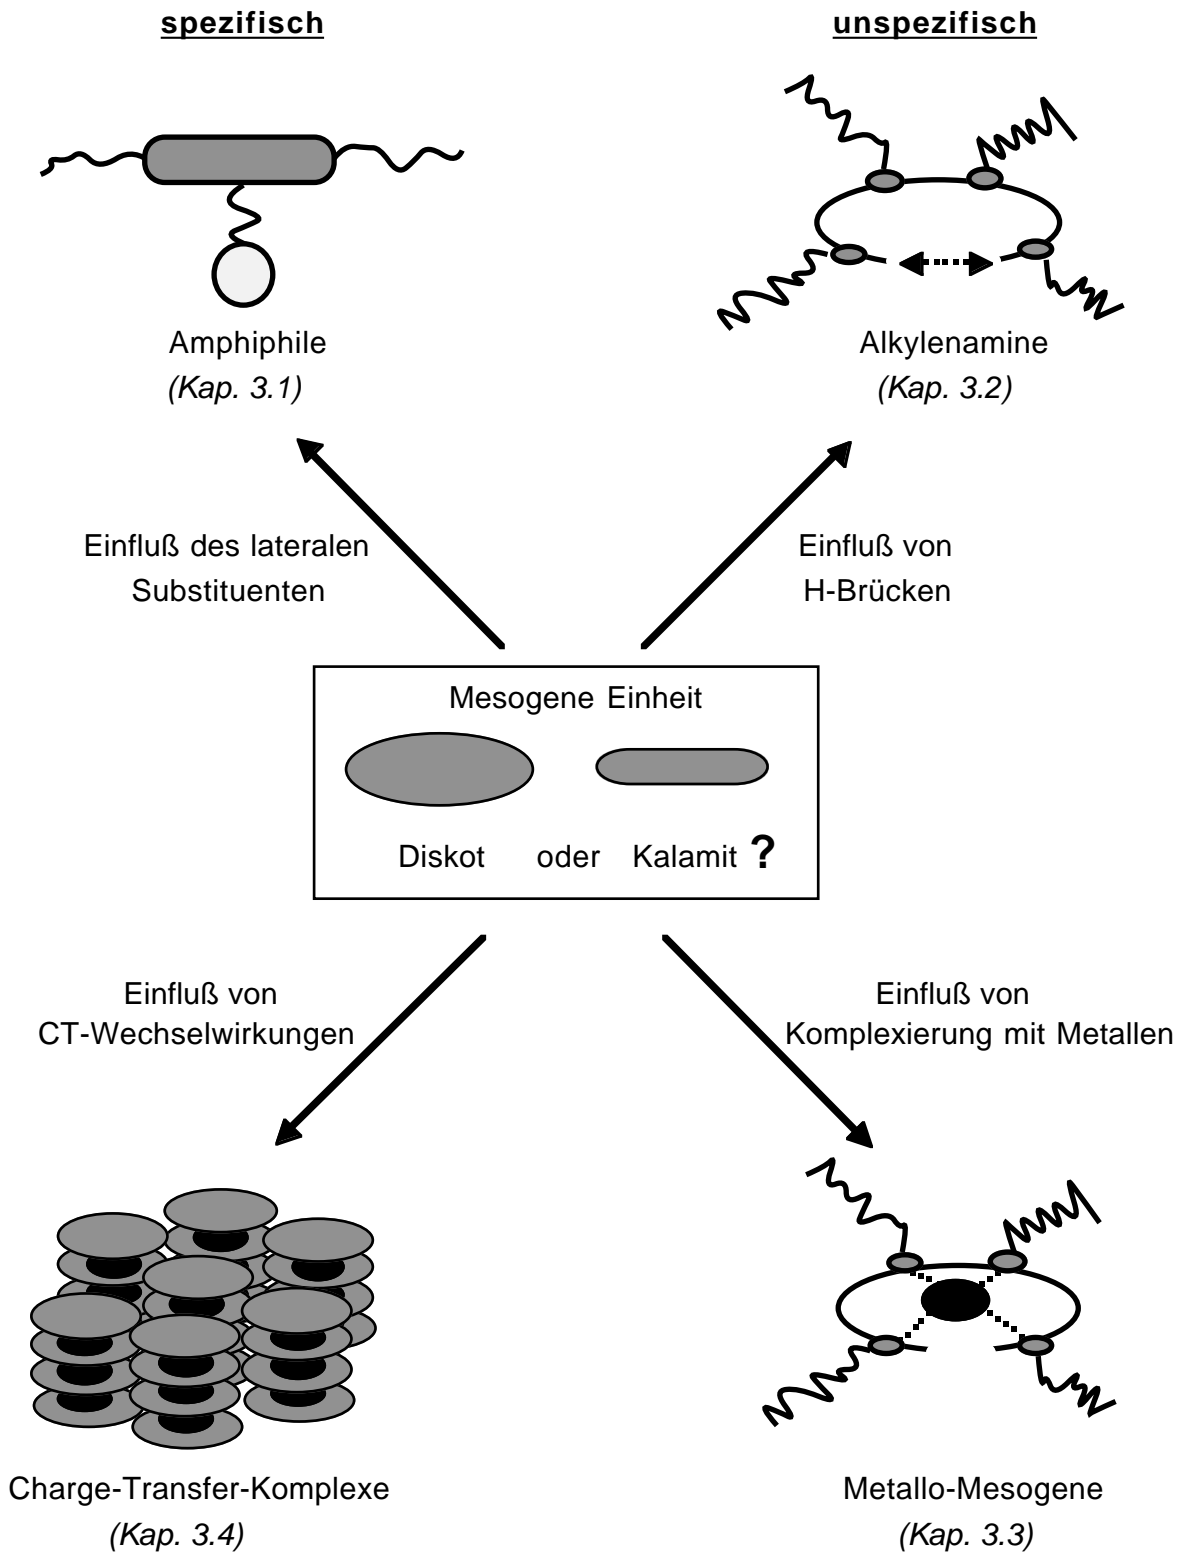 spezifisch
unspezifisch
Amphiphile
(Kap. 3.1)
Alkylenamine
(Kap. 3.2)
Einfluß des lateralen
Substituenten
Einfluß von
H-Brücken
Mesogene Einheit
Diskot oder Kalamit ?
Einfluß von
CT-Wechselwirkungen
Einfluß von
Komplexierung mit Metallen
Charge-Transfer-Komplexe
(Kap. 3.4)
Metallo-Mesogene
(Kap. 3.3)